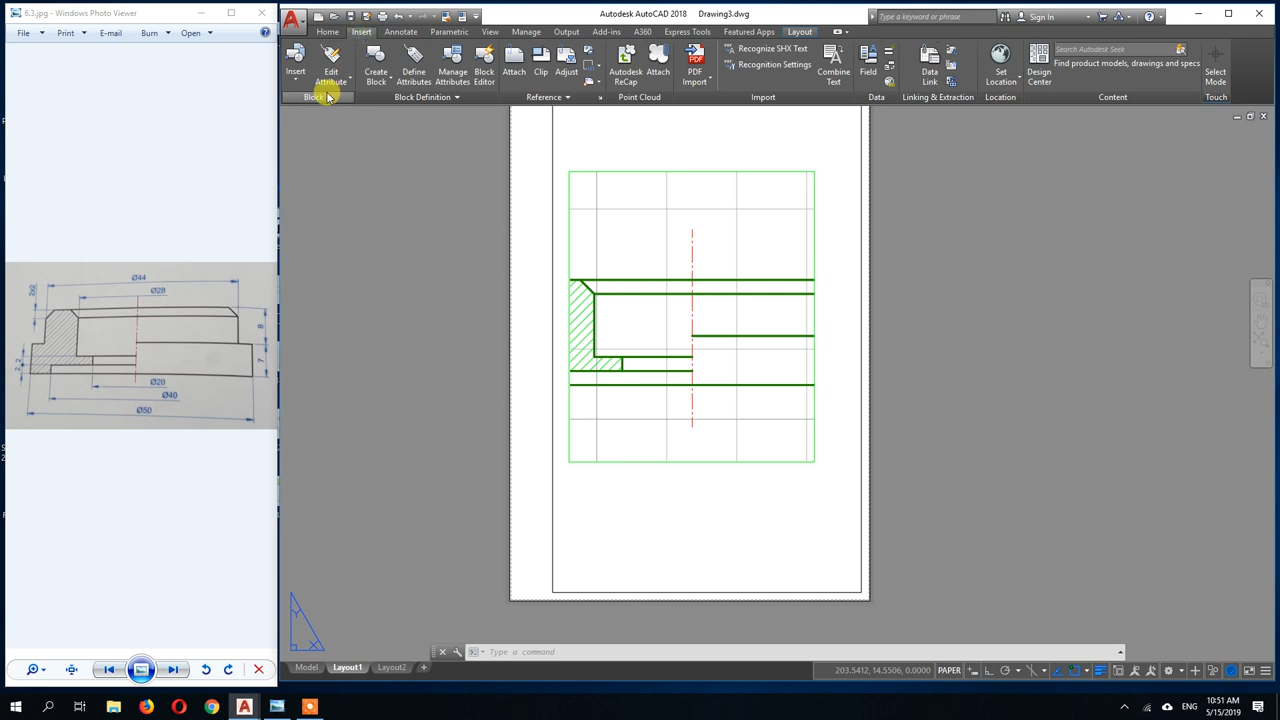 6.3.jpg - Windows Photo Viewer
File Print E-mail Burn Open
Ø44
Ø28
2x2
8
7
2 2
Ø20
Ø40
Ø50
Autodesk AutoCAD 2018 Drawing3.dwg
Type a keyword or phrase
Sign In
Home Insert Annotate Parametric View Manage Output Add-ins A360 Express Tools Featured Apps Layout
Insert
Edit
Attribute
Create
Block
Define
Attributes
Manage
Attributes
Block
Editor
Attach
Clip
Adjust
Autodesk
ReCap
Attach
PDF
PDF
Import
Recognize SHX Text
Recognition Settings
Combine
Text
Field
Data
Link
Set
Location
Design
Center
Search Autodesk Seek
Find product models, drawings and specs
Select
Mode
Block Block Definition Reference Point Cloud Import Data Linking & Extraction Location Content Touch
Y
X
Type a command
Model Layout1 Layout2 +
203.5412, 14.5506, 0.0000 PAPER
ENG
10:51 AM
5/15/2019